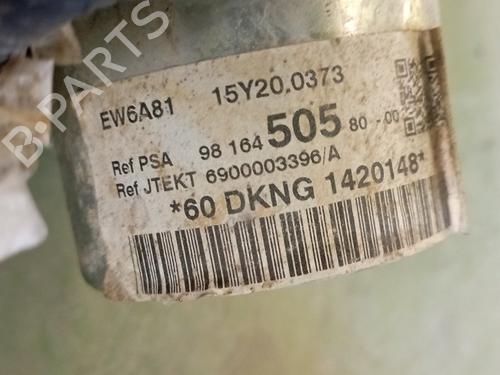 B-PARTS
EW6A81 15Y20.0373
Ref PSA 98 164 505 80 - 00
Ref JTEKT 6900003396/A
*60 DKNG 1420148*